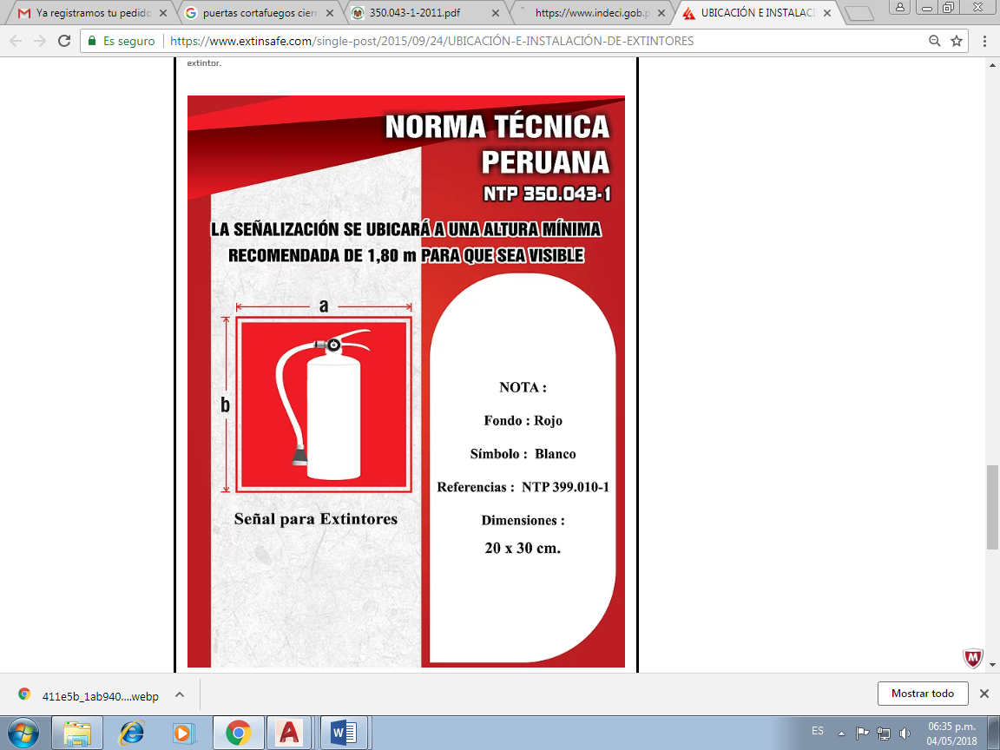 Ya registramos tu pedido
puertas cortafuegos cierr
350.043-1-2011.pdf
https://www.indeci.gob.p
UBICACIÓN E INSTALACI
Es seguro
https://www.extinsafe.com/single-post/2015/09/24/UBICACIÓN-E-INSTALACIÓN-DE-EXTINTORES
extintor.
NORMA TÉCNICA
PERUANA
NTP 350.043-1
LA SEÑALIZACIÓN SE UBICARÁ A UNA ALTURA MÍNIMA
RECOMENDADA DE 1,80 m PARA QUE SEA VISIBLE
a
b
Señal para Extintores
NOTA :
Fondo : Rojo
Símbolo : Blanco
Referencias : NTP 399.010-1
Dimensiones :
20 x 30 cm.
411e5b_1ab940....webp
Mostrar todo
ES
06:35 p.m.
04/05/2018